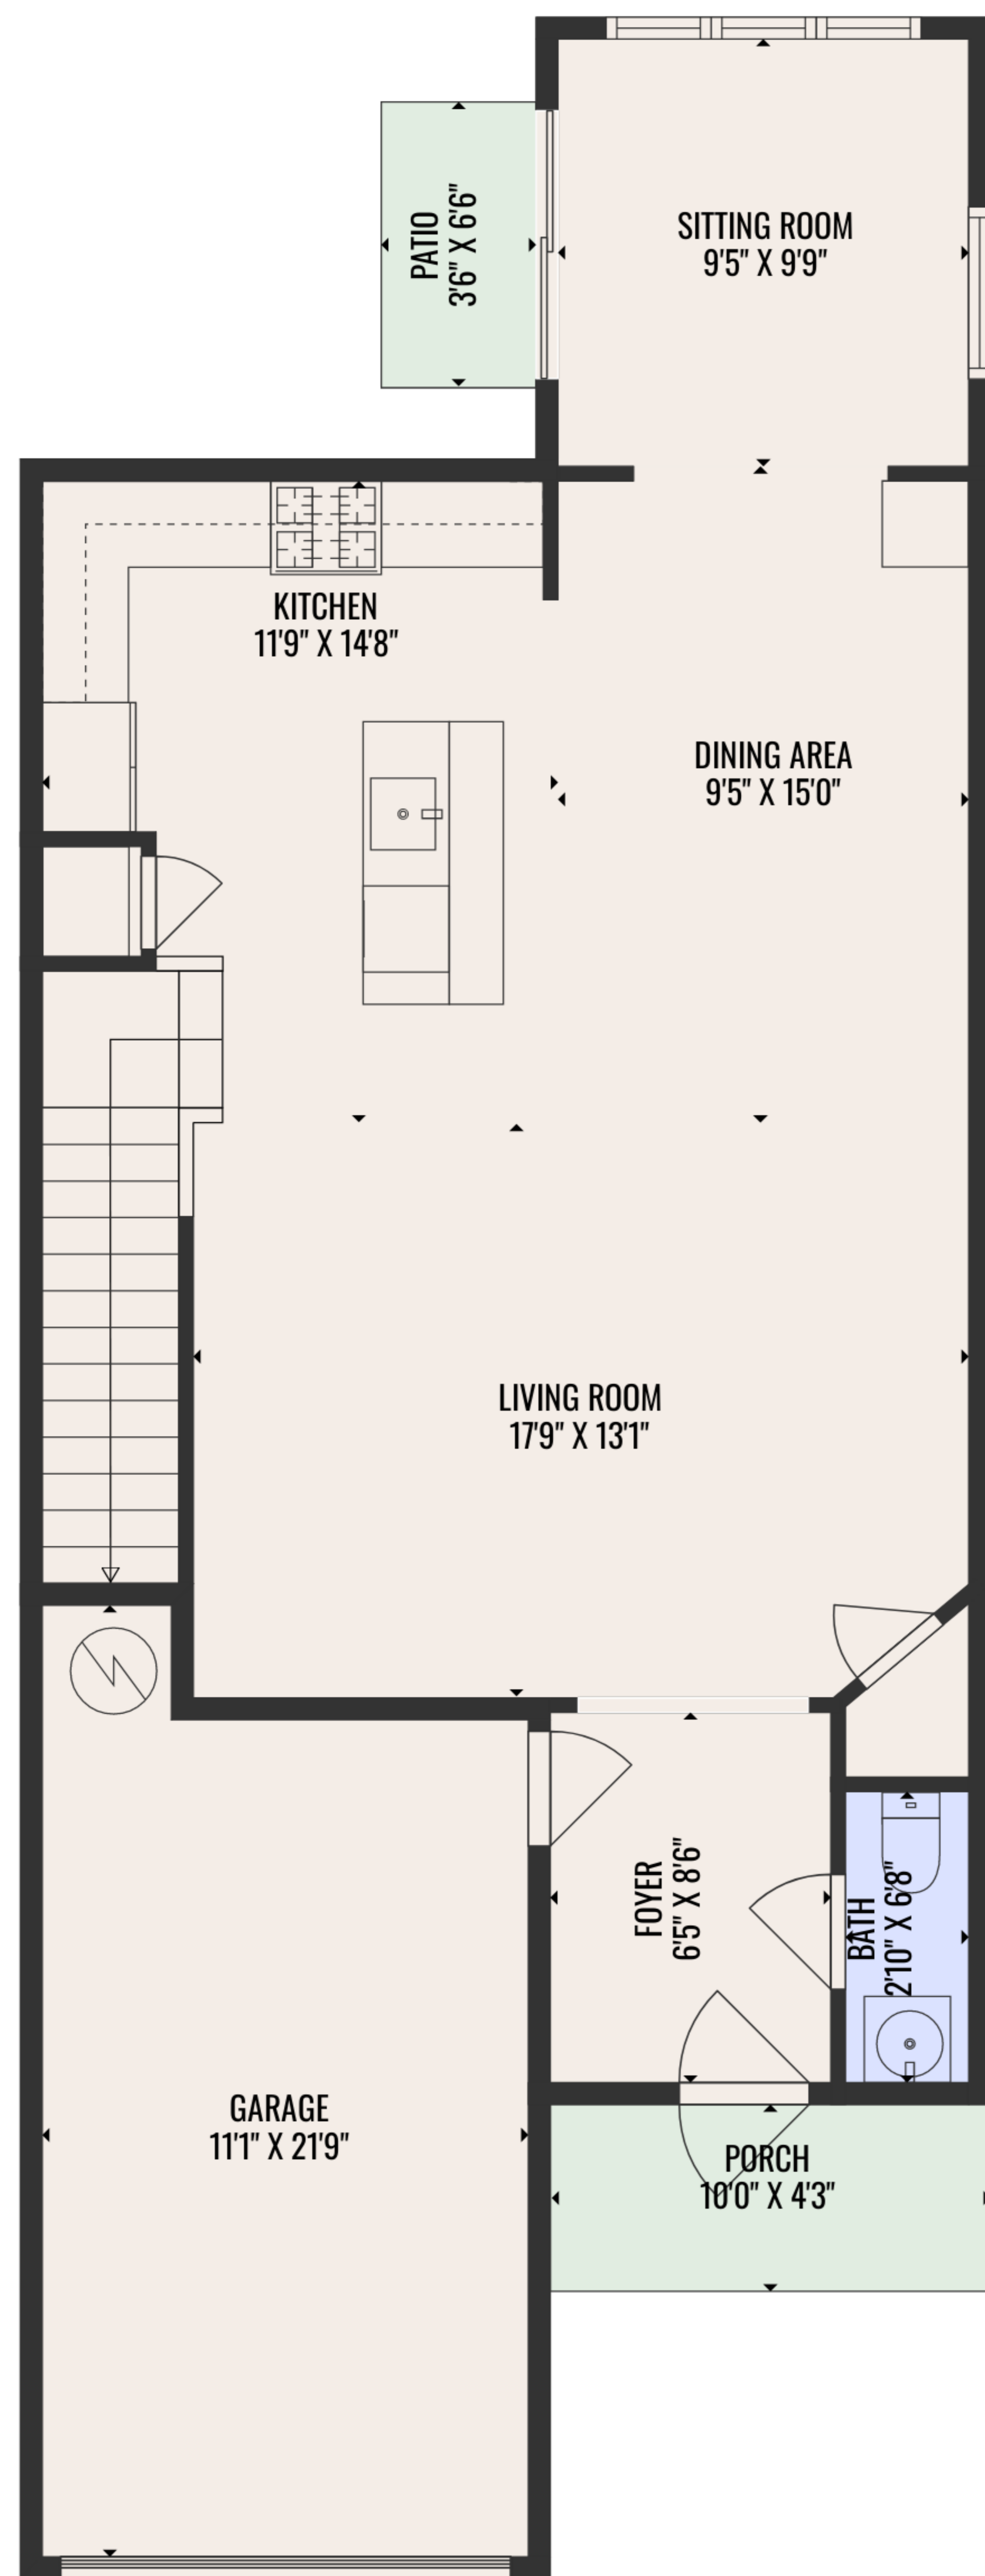 SITTING ROOM
9'5" X 9'9"
PATIO
3'6" X 6'6"
KITCHEN
11'9" X 14'8"
DINING AREA
9'5" X 15'0"
LIVING ROOM
17'9" X 13'1"
FOYER
6'5" X 8'6"
BATH
2'10" X 6'8"
GARAGE
11'1" X 21'9"
PORCH
10'0" X 4'3"